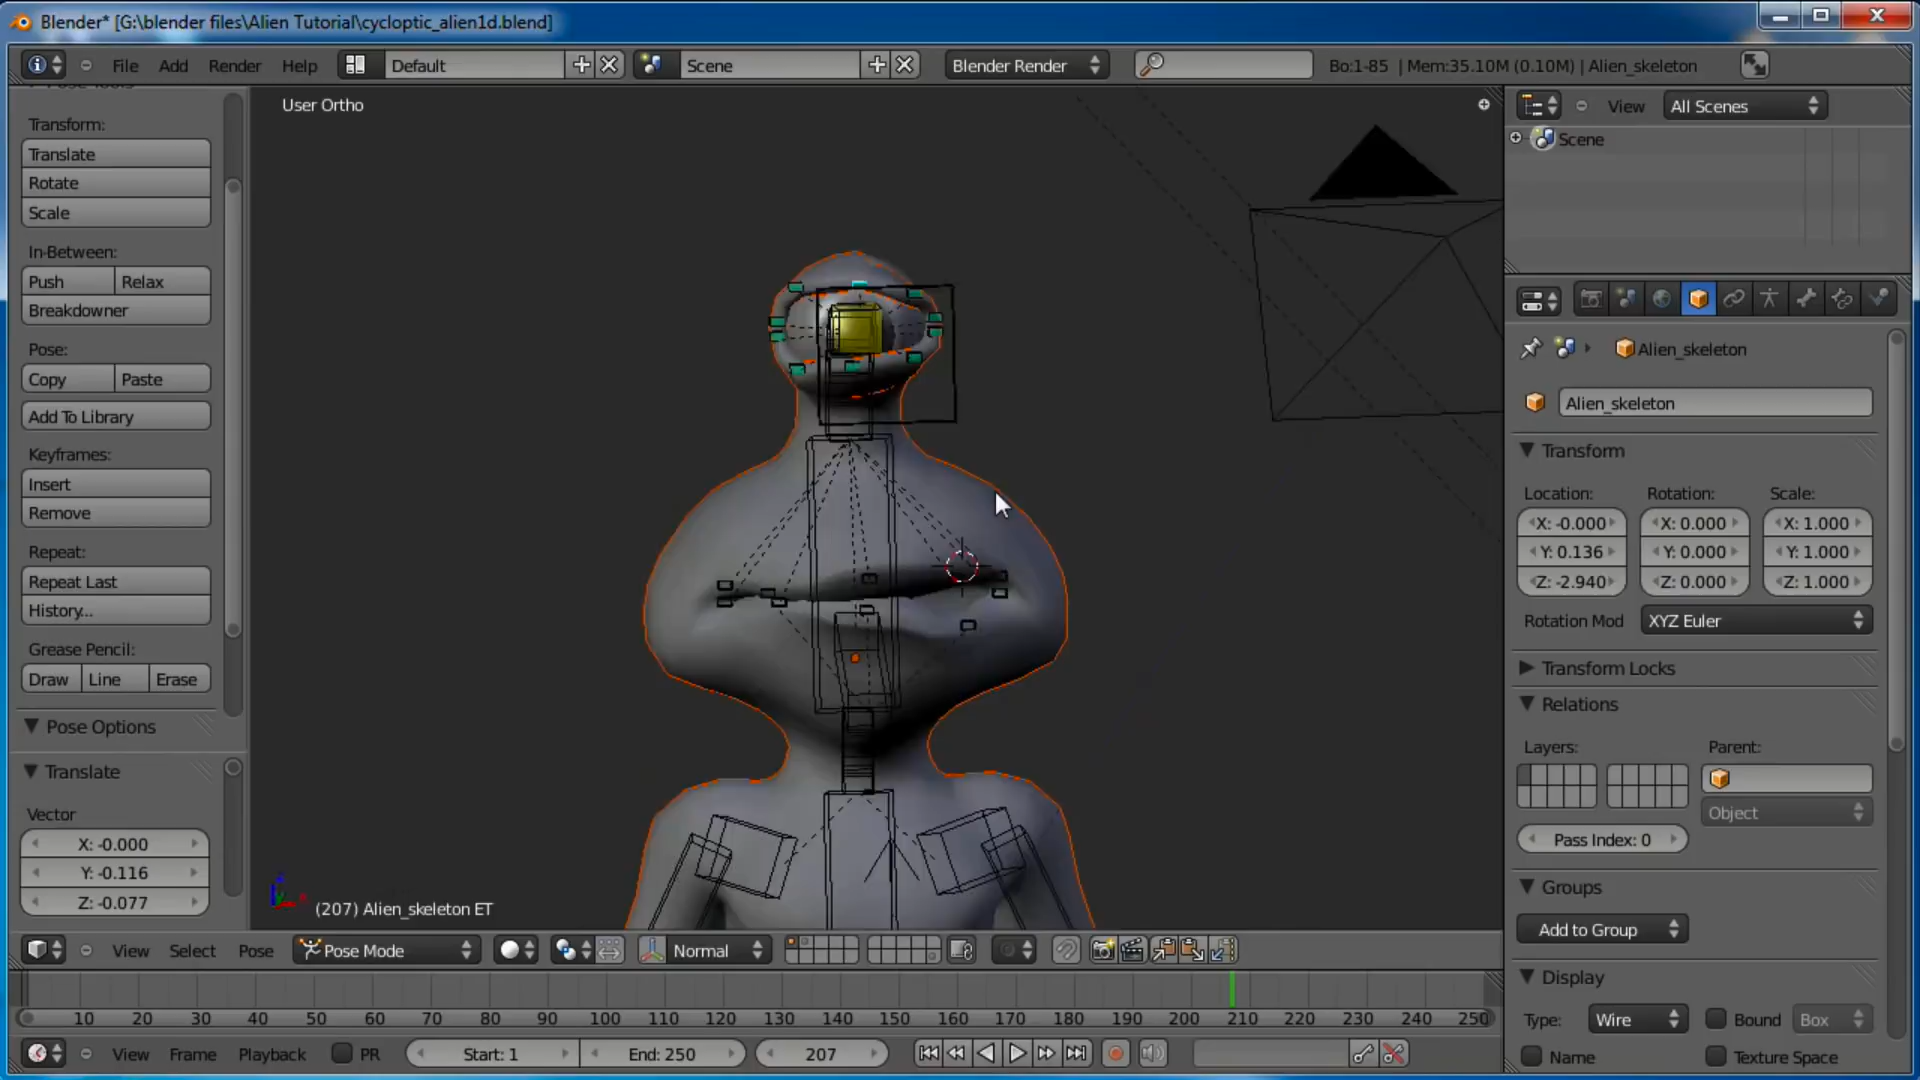 Blender* [G:\blender files\Alien Tutorial\cycloptic_alien1d.blend]
File Add Render Help Default Scene Blender Render Bo:1-85 | Mem:35.10M (0.10M) | Alien_skeleton
Transform:
Translate
Rotate
Scale
In-Between:
Push Relax
Breakdowner
Pose:
Copy Paste
Add To Library
Keyframes:
Insert
Remove
Repeat:
Repeat Last
History...
Grease Pencil:
Draw Line Erase
Pose Options
Translate
Vector
X: -0.000
Y: -0.116
Z: -0.077
User Ortho
(207) Alien_skeleton ET
View Select Pose Pose Mode Normal
10 20 30 40 50 60 70 80 90 100 110 120 130 140 150 160 170 180 190 200 210 220 230 240 250
View Frame Playback PR Start: 1 End: 250 207
View All Scenes
Scene
Alien_skeleton
Alien_skeleton
Transform
Location: Rotation: Scale:
X: -0.000 X: 0.000 X: 1.000
Y: 0.136 Y: 0.000 Y: 1.000
Z: -2.940 Z: 0.000 Z: 1.000
Rotation Mod XYZ Euler
Transform Locks
Relations
Layers: Parent:
Object
Pass Index: 0
Groups
Add to Group
Display
Type: Wire Bound Box
Name Texture Space